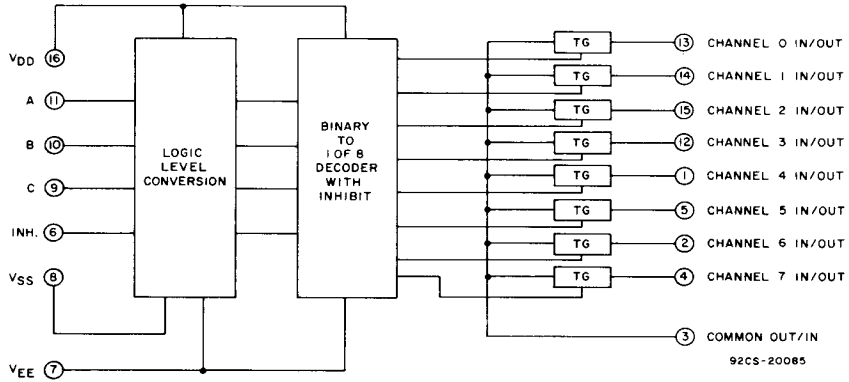 VDD 16
A 11
B 10
C 9
INH. 6
VSS 8
VEE 7
LOGIC
LEVEL
CONVERSION
BINARY
TO
1 OF 8
DECODER
WITH
INHIBIT
TG 13 CHANNEL 0 IN/OUT
TG 14 CHANNEL 1 IN/OUT
TG 15 CHANNEL 2 IN/OUT
TG 12 CHANNEL 3 IN/OUT
TG 1 CHANNEL 4 IN/OUT
TG 5 CHANNEL 5 IN/OUT
TG 2 CHANNEL 6 IN/OUT
TG 4 CHANNEL 7 IN/OUT
3 COMMON OUT/IN
92CS-20085